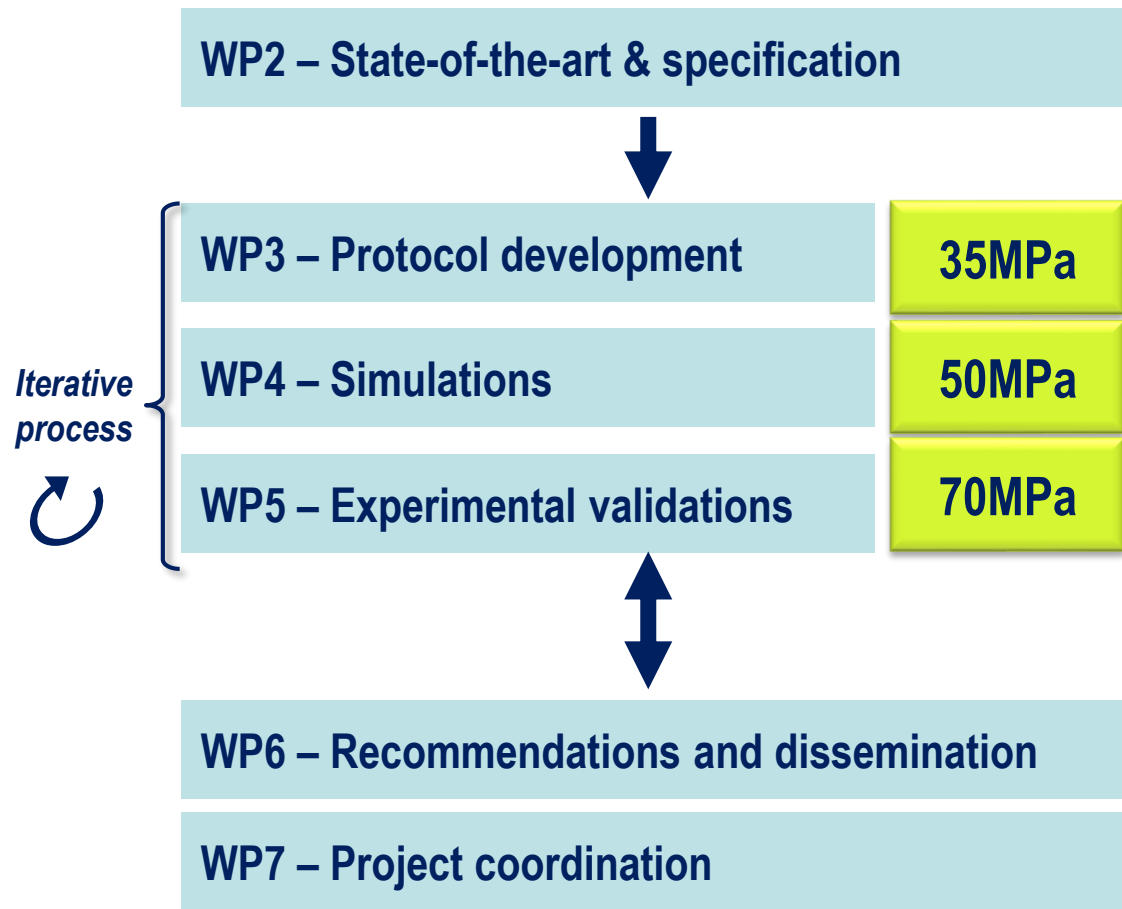 WP2 – State-of-the-art & specification
WP3 – Protocol development
35MPa
WP4 – Simulations
50MPa
Iterative
process
WP5 – Experimental validations
70MPa
WP6 – Recommendations and dissemination
WP7 – Project coordination